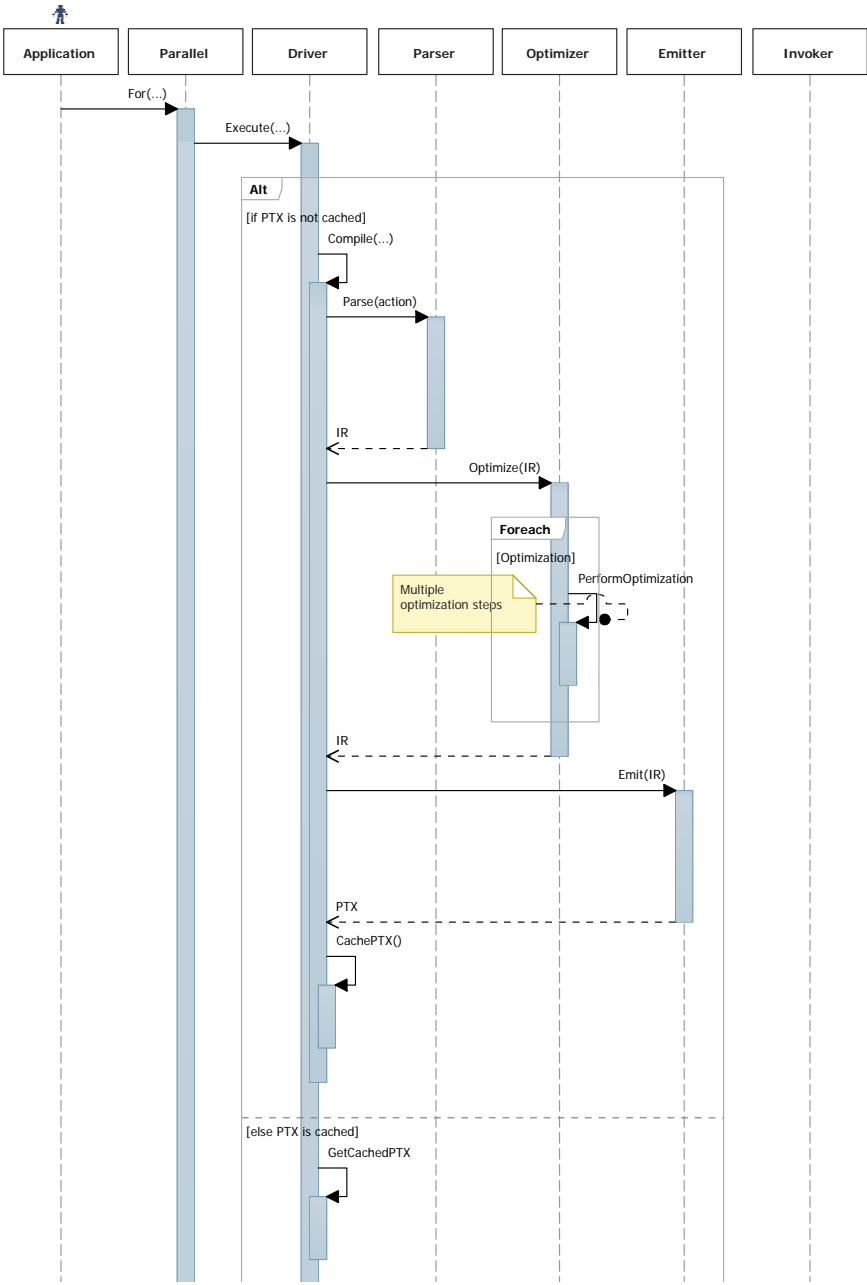 Application
Parallel
Driver
Parser
Optimizer
Emitter
Invoker
For(...)
Execute(...)
Alt
[if PTX is not cached]
Compile(...)
Parse(action)
IR
Optimize(IR)
Foreach
[Optimization]
PerformOptimization
Multiple
optimization steps
IR
Emit(IR)
PTX
CachePTX()
[else PTX is cached]
GetCachedPTX